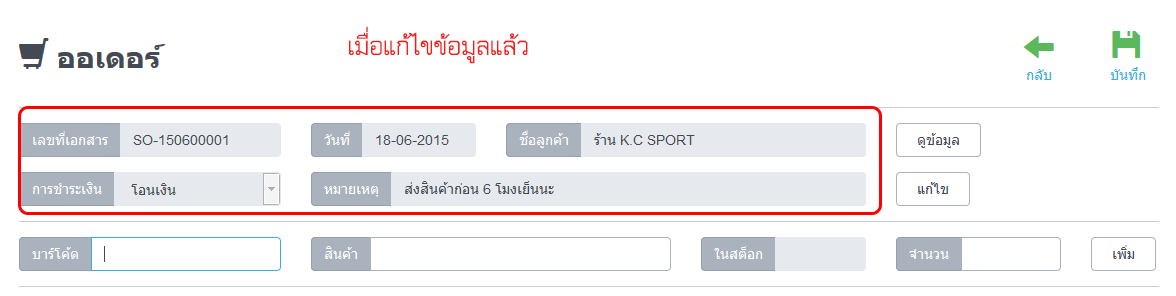 ออเดอร์ เมื่อแก้ไขข้อมูลแล้ว
กลับ บันทึก
เลขที่เอกสาร SO-150600001 วันที่ 18-06-2015 ชื่อลูกค้า ร้าน K.C SPORT ดูข้อมูล
การชำระเงิน โอนเงิน หมายเหตุ ส่งสินค้าก่อน 6 โมงเย็นนะ แก้ไข
บาร์โค้ด สินค้า ในสต็อก จำนวน เพิ่ม